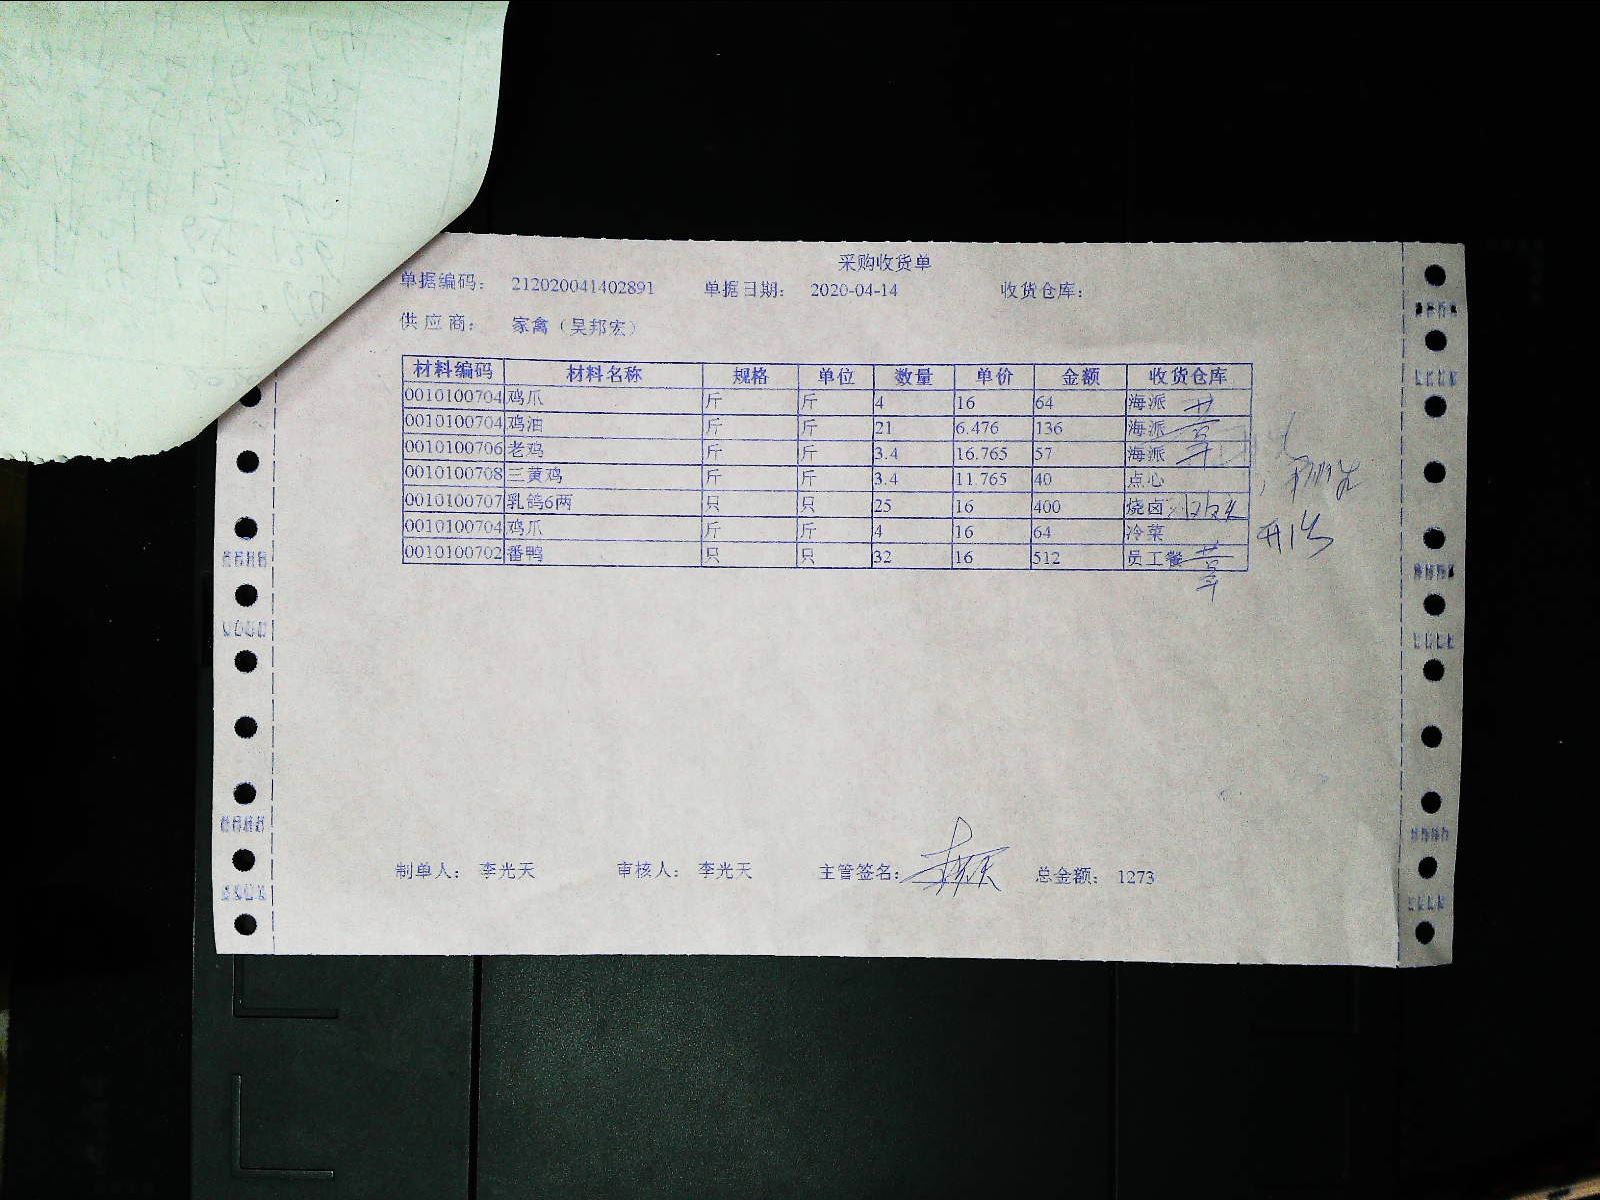 采购收货单
单据编码： 212020041402891 单据日期： 2020-04-14 收货仓库：
供应商： 家禽（吴邦宏）
材料编码 材料名称 规格 单位 数量 单价 金额 收货仓库
0010100704 鸡爪 斤 斤 4 16 64 海派
0010100704 鸡油 斤 斤 21 6.476 136 海派
0010100706 老鸡 斤 斤 3.4 16.765 57 海派
0010100708 三黄鸡 斤 斤 3.4 11.765 40 点心
0010100707 乳鸽6两 只 只 25 16 400 烧卤
0010100704 鸡爪 斤 斤 4 16 64 冷菜
0010100702 番鸭 只 只 32 16 512 员工餐
制单人： 李光天 审核人： 李光天 主管签名： 总金额： 1273